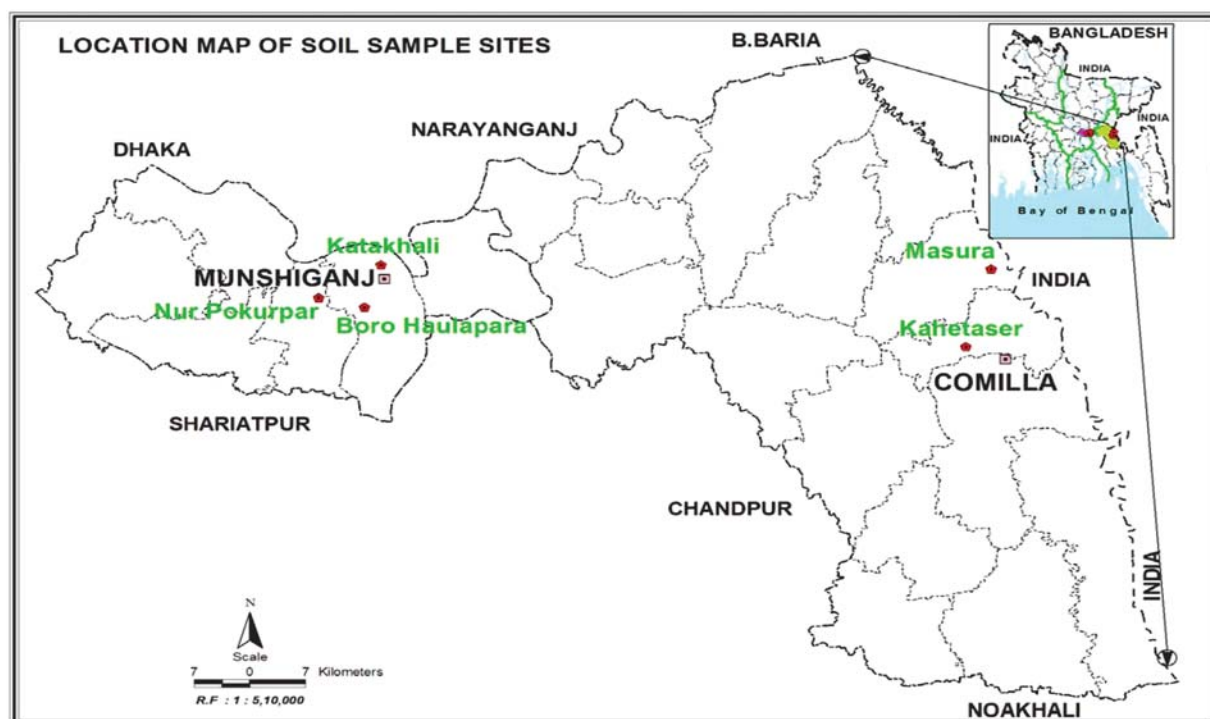 LOCATION MAP OF SOIL SAMPLE SITES
B.BARIA
BANGLADESH
INDIA
INDIA
INDIA
Bay of Bengal
NARAYANGANJ
DHAKA
Katakhali
MUNSHIGANJ
Nur Pokurpar
Boro Haulapara
Masura
INDIA
Kahetaser
COMILLA
SHARIATPUR
CHANDPUR
INDIA
N
Scale
7 0 7 Kilometers
R.F : 1 : 5,10,000
NOAKHALI